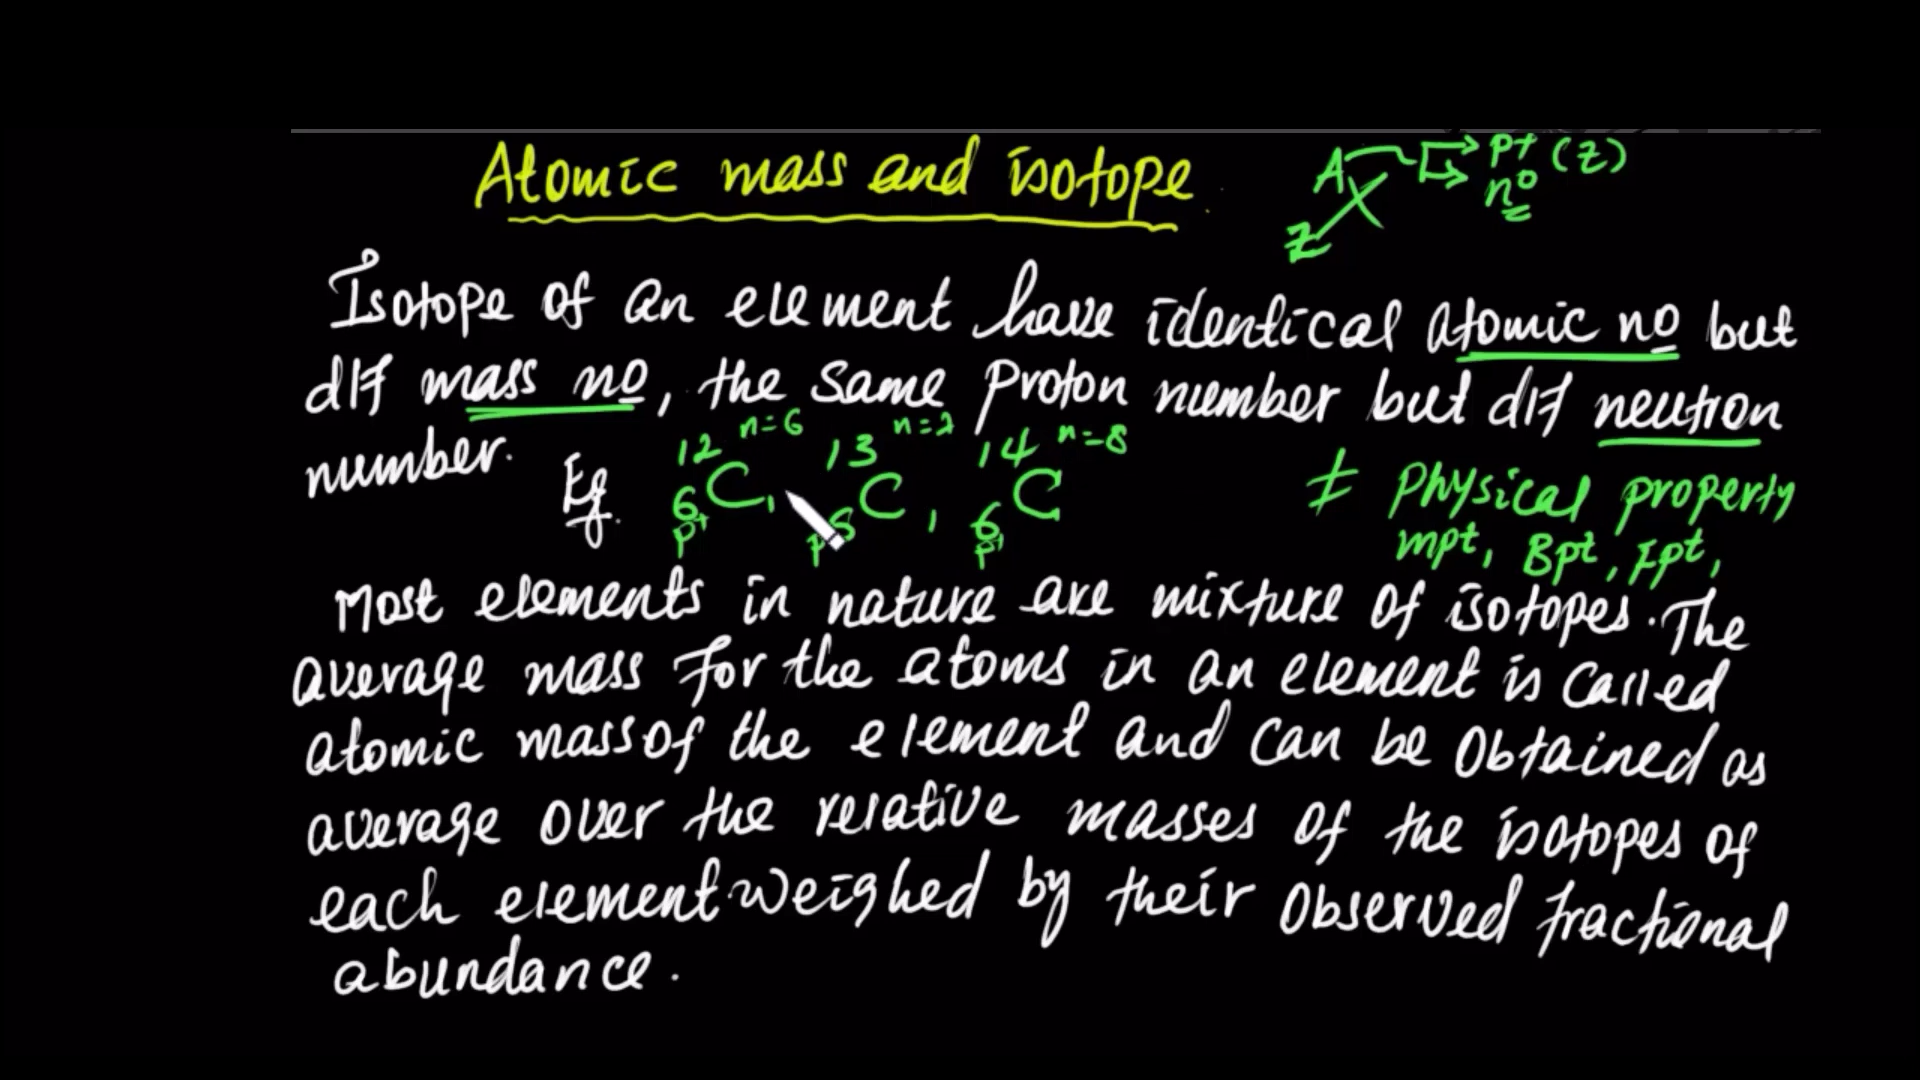 Atomic mass and isotope.
A X Z → p+ (Z)
→ n°
Isotope of an element have identical atomic no but
dif mass no, the same proton number but dif neutron
number. Eg. 12 6 C n=6 p+, 13 C n=7 p, 14 6 C n=8 p+
≠ Physical property
mpt, Bpt, Fpt,
Most elements in nature are mixture of isotopes. The
average mass for the atoms in an element is called
atomic mass of the element and can be obtained as
average over the relative masses of the isotopes of
each element weighed by their observed fractional
abundance.